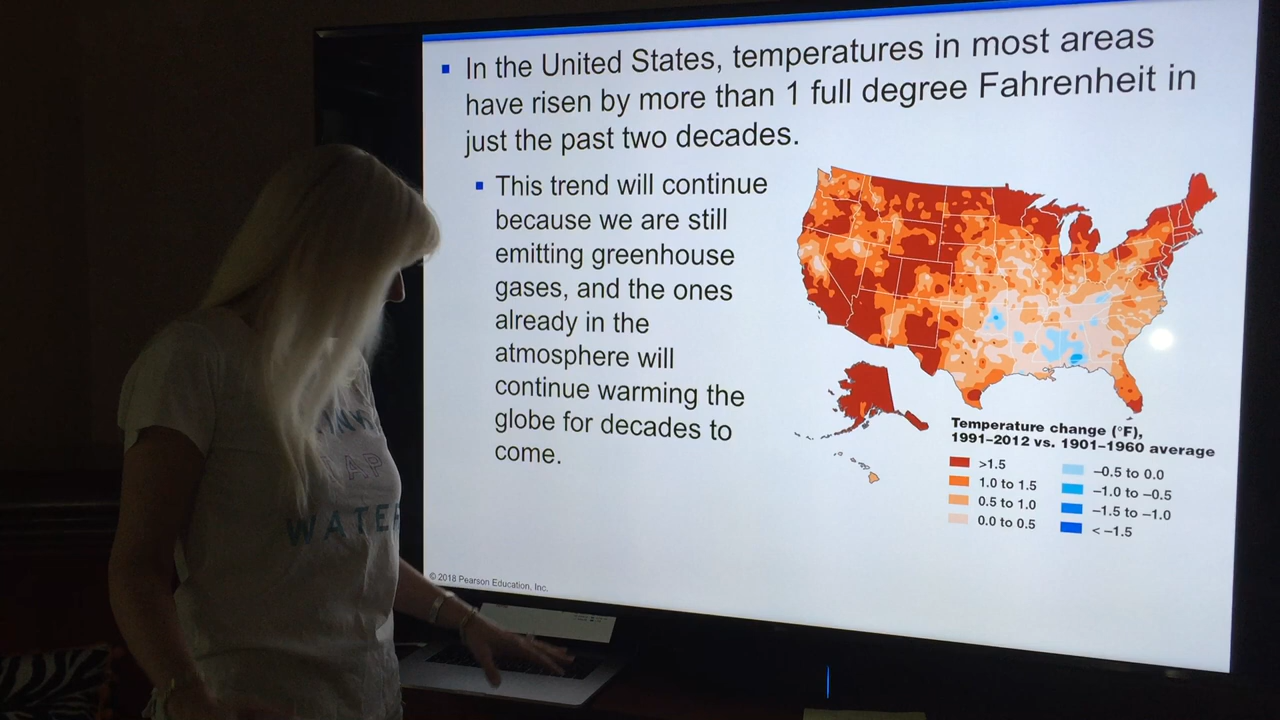 In the United States, temperatures in most areas
have risen by more than 1 full degree Fahrenheit in
just the past two decades.
This trend will continue
because we are still
emitting greenhouse
gases, and the ones
already in the
atmosphere will
continue warming the
globe for decades to
come.
Temperature change (°F),
1991–2012 vs. 1901–1960 average
>1.5
1.0 to 1.5
0.5 to 1.0
0.0 to 0.5
–0.5 to 0.0
–1.0 to –0.5
–1.5 to –1.0
< –1.5
© 2018 Pearson Education, Inc.
WATER